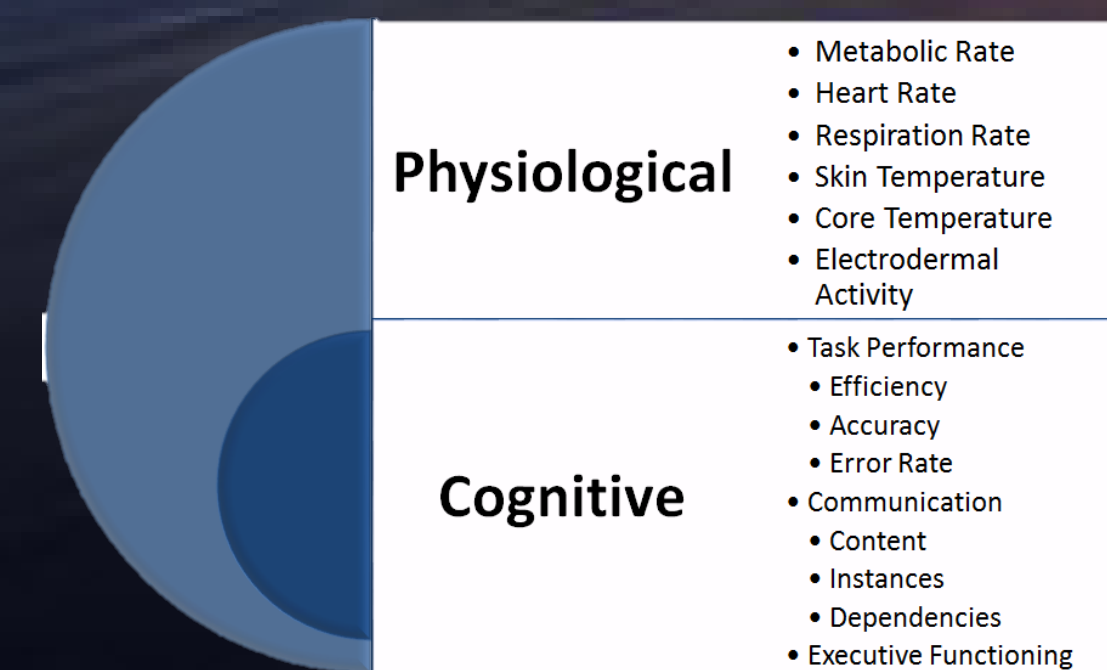 Physiological
• Metabolic Rate
• Heart Rate
• Respiration Rate
• Skin Temperature
• Core Temperature
• Electrodermal
Activity
Cognitive
• Task Performance
• Efficiency
• Accuracy
• Error Rate
• Communication
• Content
• Instances
• Dependencies
• Executive Functioning